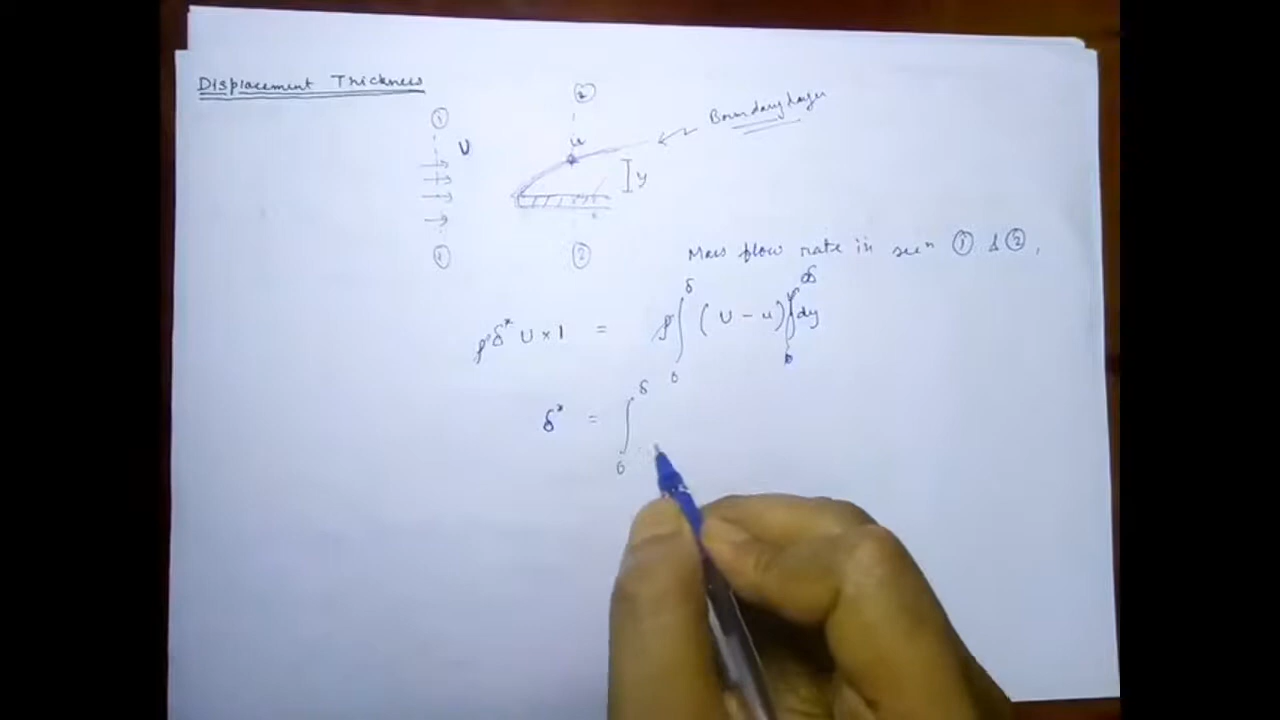 Displacement Thickness
① ②
U u
Boundary layer
y
① ②
Mass flow rate in secn ① & ②,
ρ δ* U × 1 = ρ ∫₀^δ (U − u) dy
δ* = ∫₀^δ